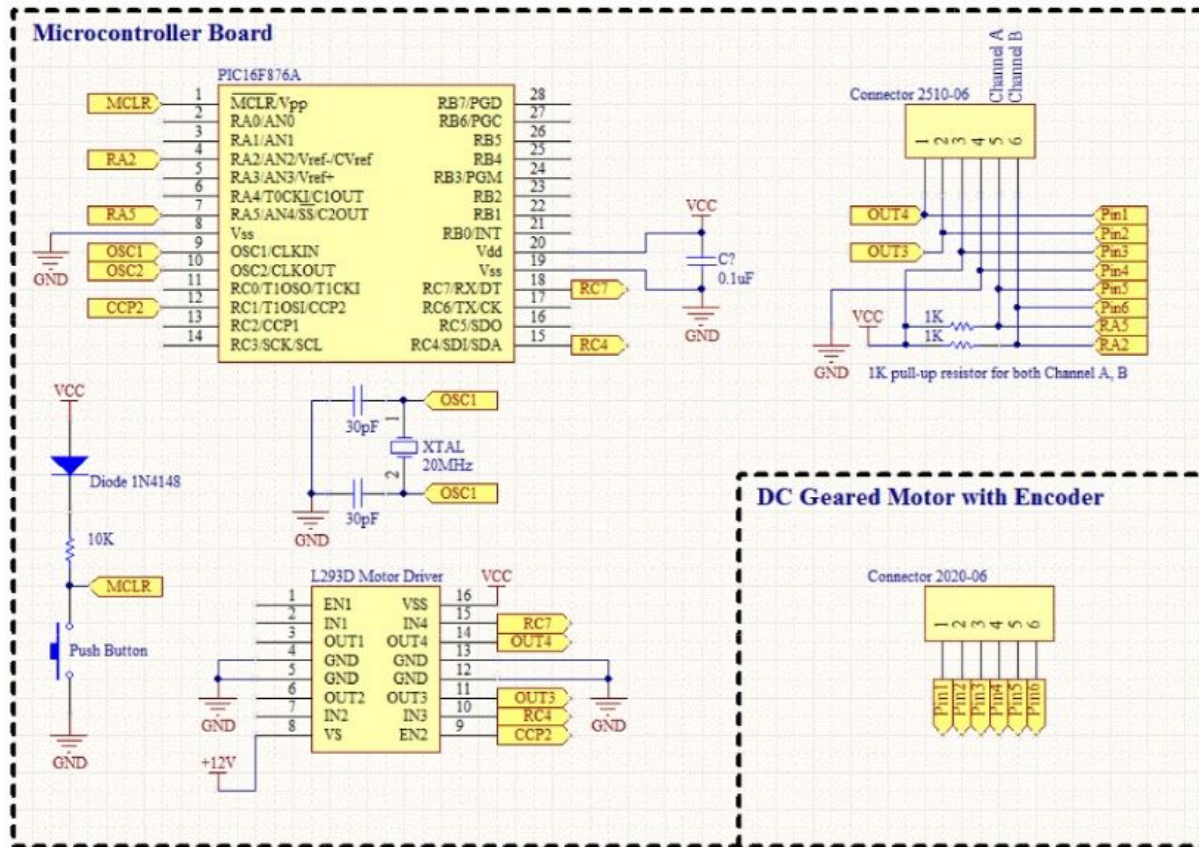 Microcontroller Board
PIC16F876A
MCLR 1 MCLR/Vpp RB7/PGD 28
2 RA0/AN0 RB6/PGC 27
3 RA1/AN1 RB5 26
RA2 4 RA2/AN2/Vref-/CVref RB4 25
5 RA3/AN3/Vref+ RB3/PGM 24
6 RA4/T0CKI/C1OUT RB2 23
RA5 7 RA5/AN4/SS/C2OUT RB1 22
8 Vss RB0/INT 21
OSC1 9 OSC1/CLKIN Vdd 20
OSC2 10 OSC2/CLKOUT Vss 19
11 RC0/T1OSO/T1CKI RC7/RX/DT 18 RC7
CCP2 12 RC1/T1OSI/CCP2 RC6/TX/CK 17
13 RC2/CCP1 RC5/SDO 16
14 RC3/SCK/SCL RC4/SDI/SDA 15 RC4
GND
VCC
C?
0.1uF
GND
Channel A
Channel B
Connector 2510-06
1 2 3 4 5 6
OUT4 Pin1
Pin2
OUT3 Pin3
Pin4
Pin5
Pin6
VCC 1K RA5
1K RA2
GND
1K pull-up resistor for both Channel A, B
VCC
Diode 1N4148
10K
MCLR
Push Button
GND
OSC1
30pF
1
XTAL
20MHz
2
OSC1
30pF
GND
L293D Motor Driver
VCC
1 EN1 VSS 16
2 IN1 IN4 15 RC7
3 OUT1 OUT4 14 OUT4
4 GND GND 13
5 GND GND 12
6 OUT2 OUT3 11 OUT3
7 IN2 IN3 10 RC4
8 VS EN2 9 CCP2
GND
GND
+12V
DC Geared Motor with Encoder
Connector 2020-06
1 2 3 4 5 6
Pin1 Pin2 Pin3 Pin4 Pin5 Pin6